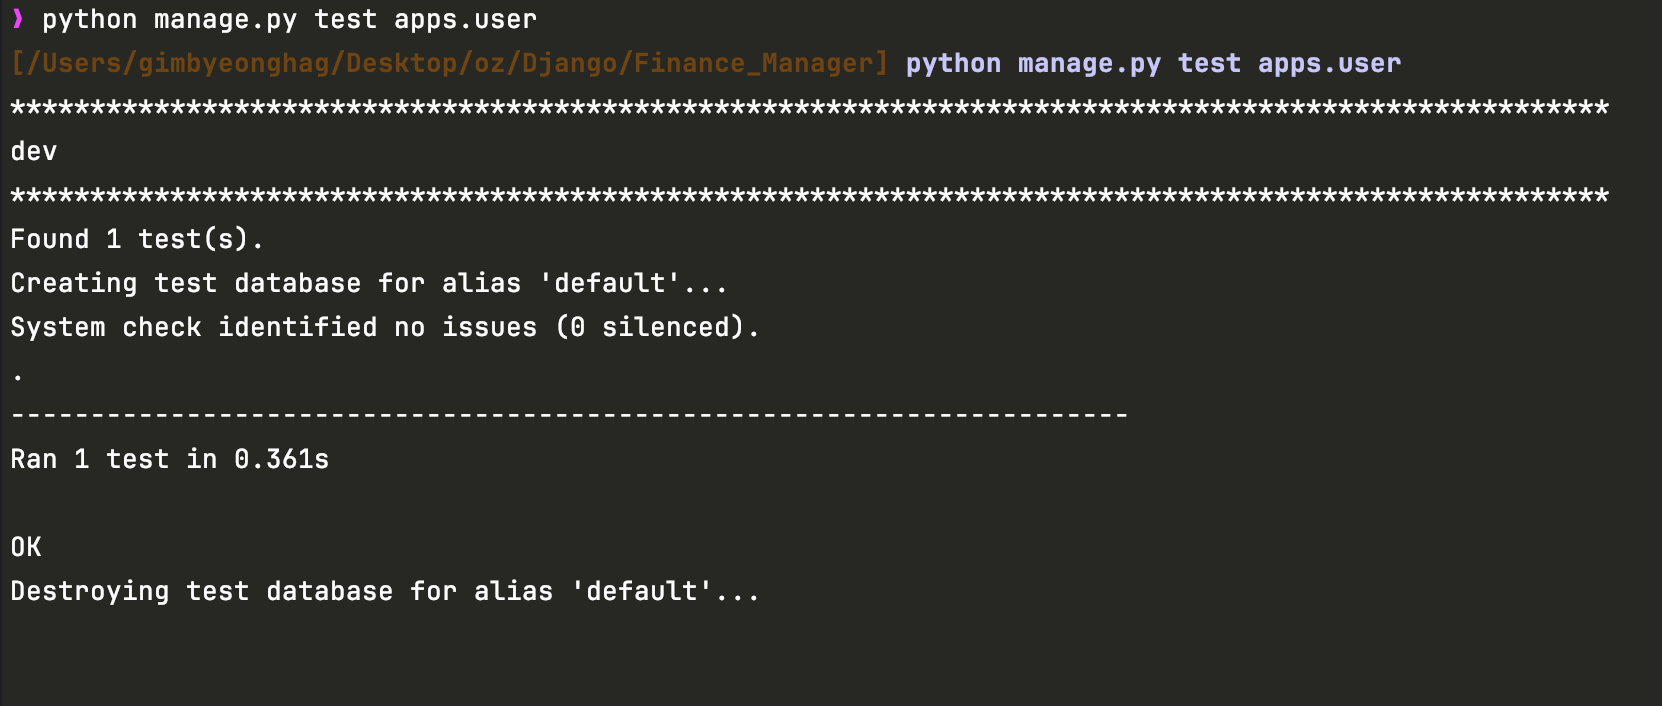 ❯ python manage.py test apps.user
[/Users/gimbyeonghag/Desktop/oz/Django/Finance_Manager] python manage.py test apps.user
****************************************************************************************************
dev
****************************************************************************************************
Found 1 test(s).
Creating test database for alias 'default'...
System check identified no issues (0 silenced).
.
----------------------------------------------------------------------
Ran 1 test in 0.361s

OK
Destroying test database for alias 'default'...